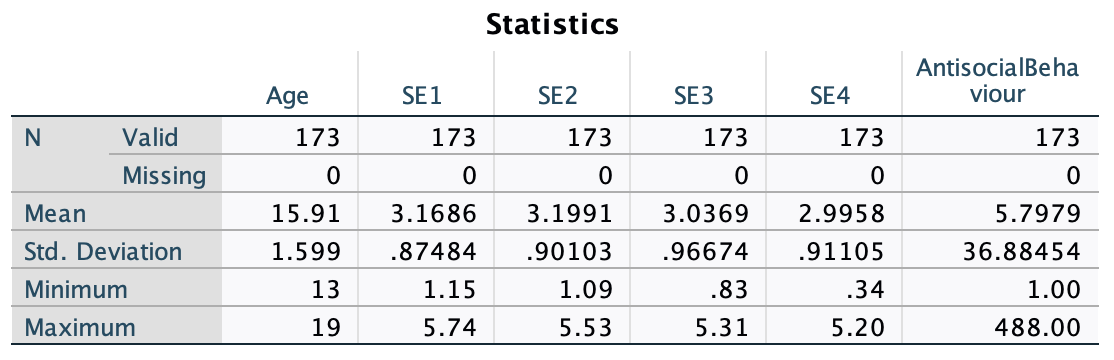 Statistics
Age SE1 SE2 SE3 SE4 AntisocialBeha
viour
N Valid 173 173 173 173 173 173
Missing 0 0 0 0 0 0
Mean 15.91 3.1686 3.1991 3.0369 2.9958 5.7979
Std. Deviation 1.599 .87484 .90103 .96674 .91105 36.88454
Minimum 13 1.15 1.09 .83 .34 1.00
Maximum 19 5.74 5.53 5.31 5.20 488.00